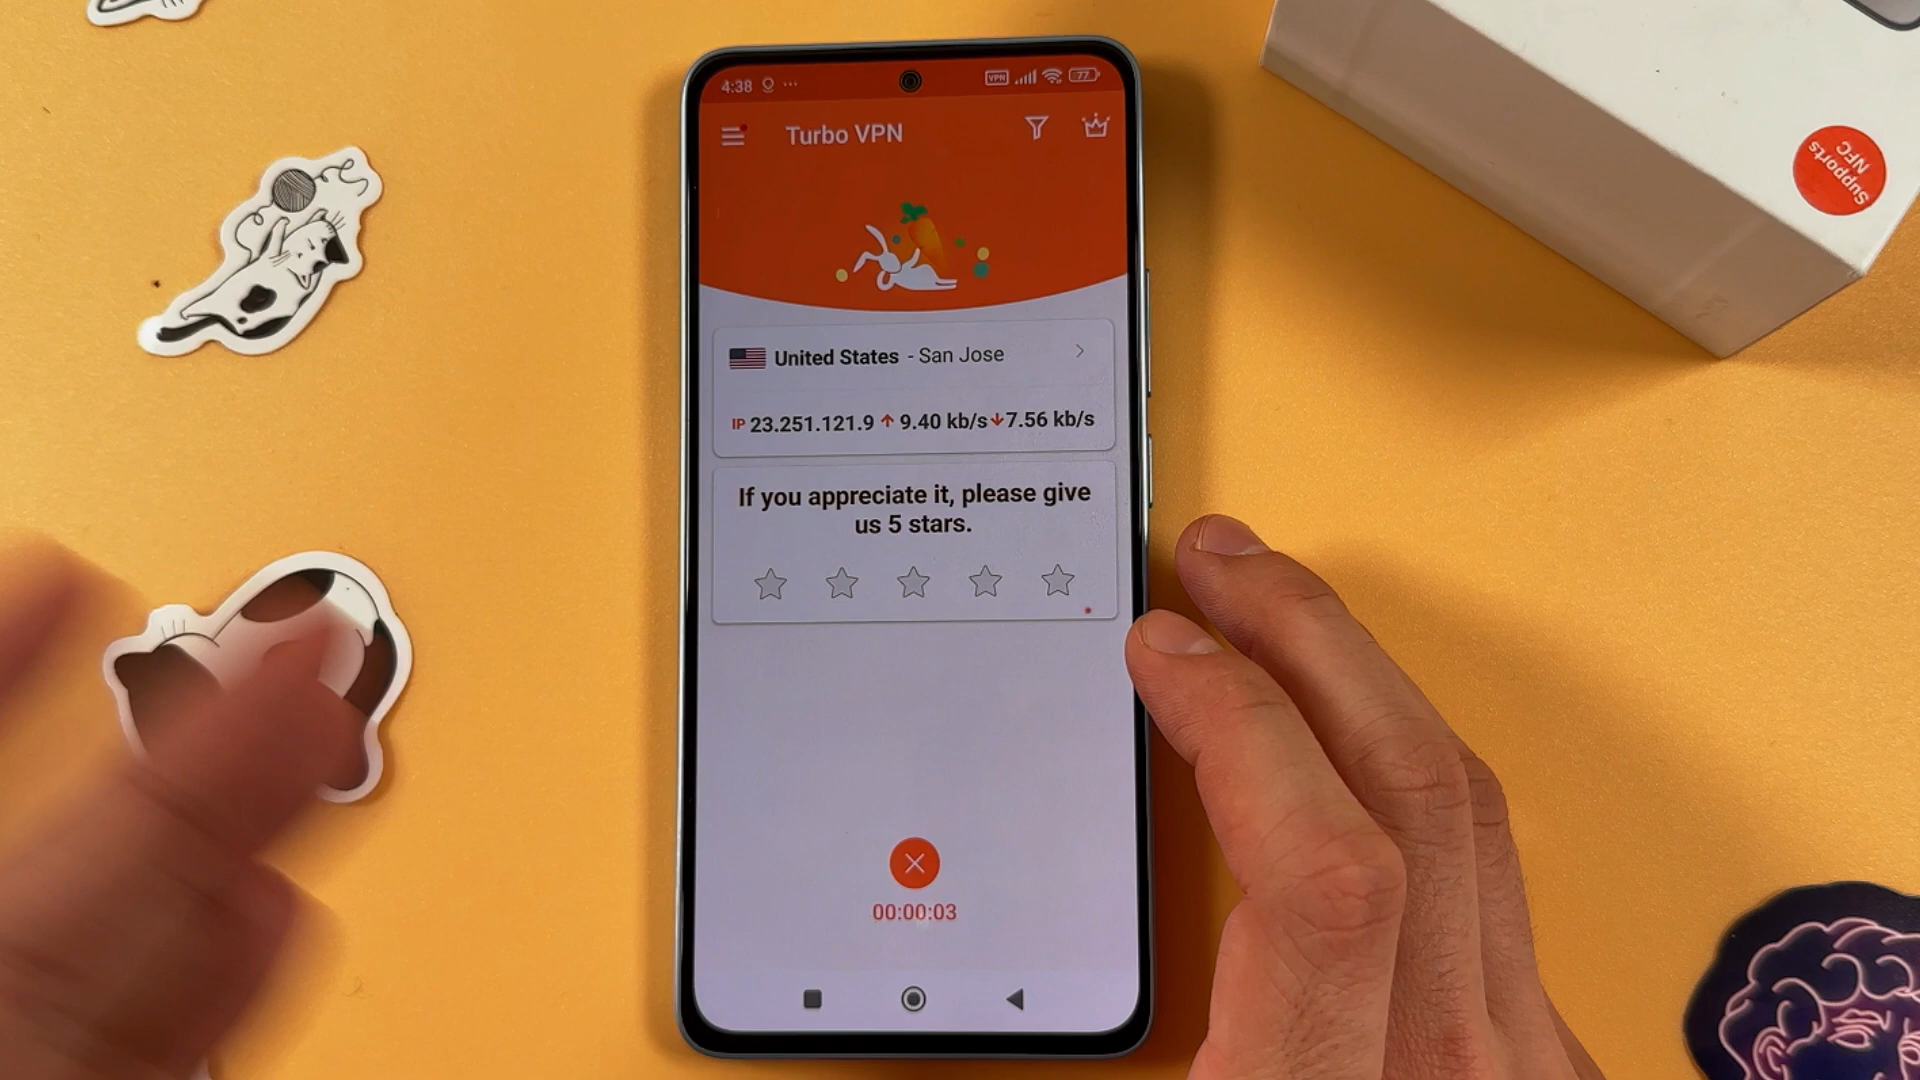 4:38
VPN
77
Turbo VPN
United States - San Jose
IP 23.251.121.9 ↑ 9.40 kb/s ↓ 7.56 kb/s
If you appreciate it, please give
us 5 stars.
00:00:03
Supports
NFC